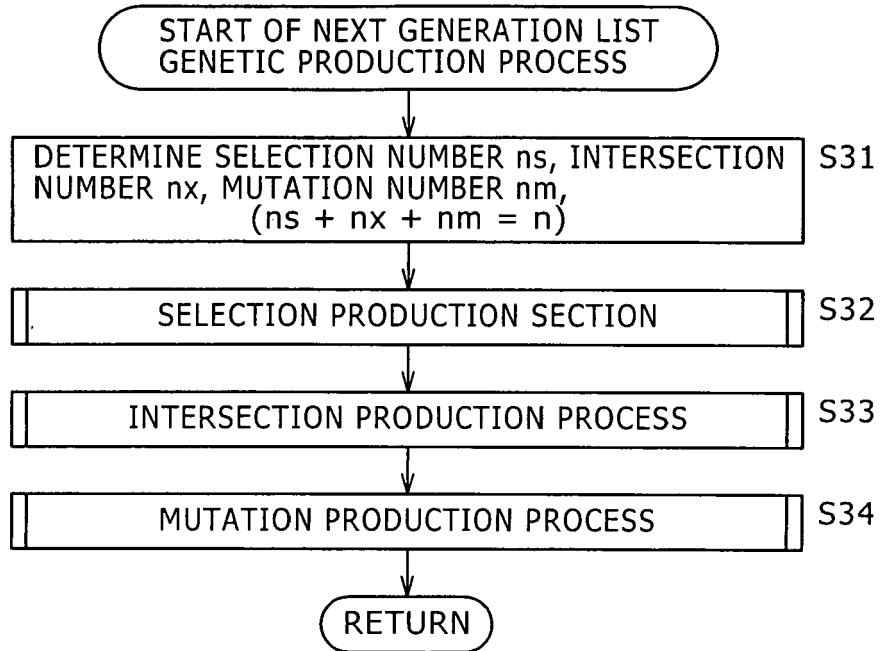 START OF NEXT GENERATION LIST
GENETIC PRODUCTION PROCESS
DETERMINE SELECTION NUMBER ns, INTERSECTION
NUMBER nx, MUTATION NUMBER nm,
(ns + nx + nm = n)
S31
SELECTION PRODUCTION SECTION
S32
INTERSECTION PRODUCTION PROCESS
S33
MUTATION PRODUCTION PROCESS
S34
RETURN